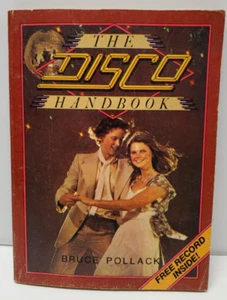 THE
DISCO
HANDBOOK
BRUCE POLLACK
FREE RECORD
INSIDE!